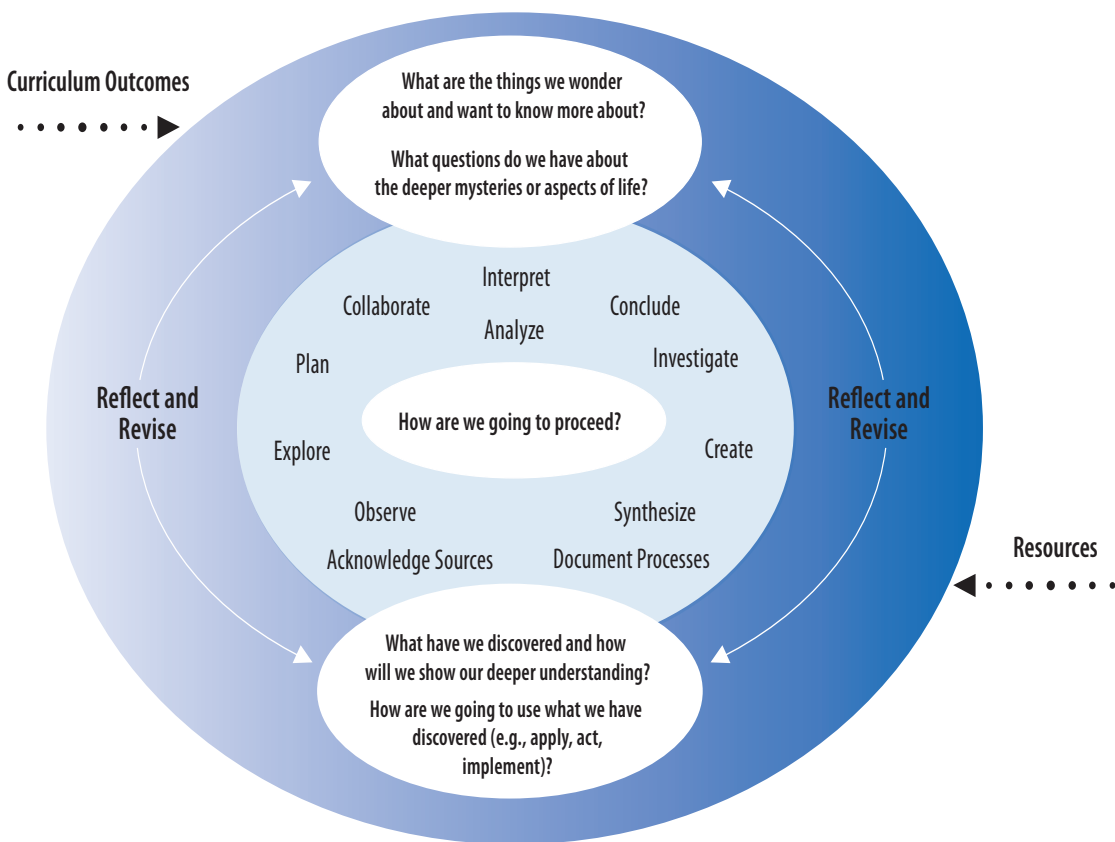 What are the things we wonder
about and want to know more about?
What questions do we have about
the deeper mysteries or aspects of life?
Curriculum Outcomes
Interpret
Collaborate
Conclude
Analyze
Plan
Investigate
Reflect and
Revise
How are we going to proceed?
Reflect and
Revise
Explore
Create
Observe
Synthesize
Acknowledge Sources
Document Processes
Resources
What have we discovered and how
will we show our deeper understanding?
How are we going to use what we have
discovered (e.g., apply, act,
implement)?